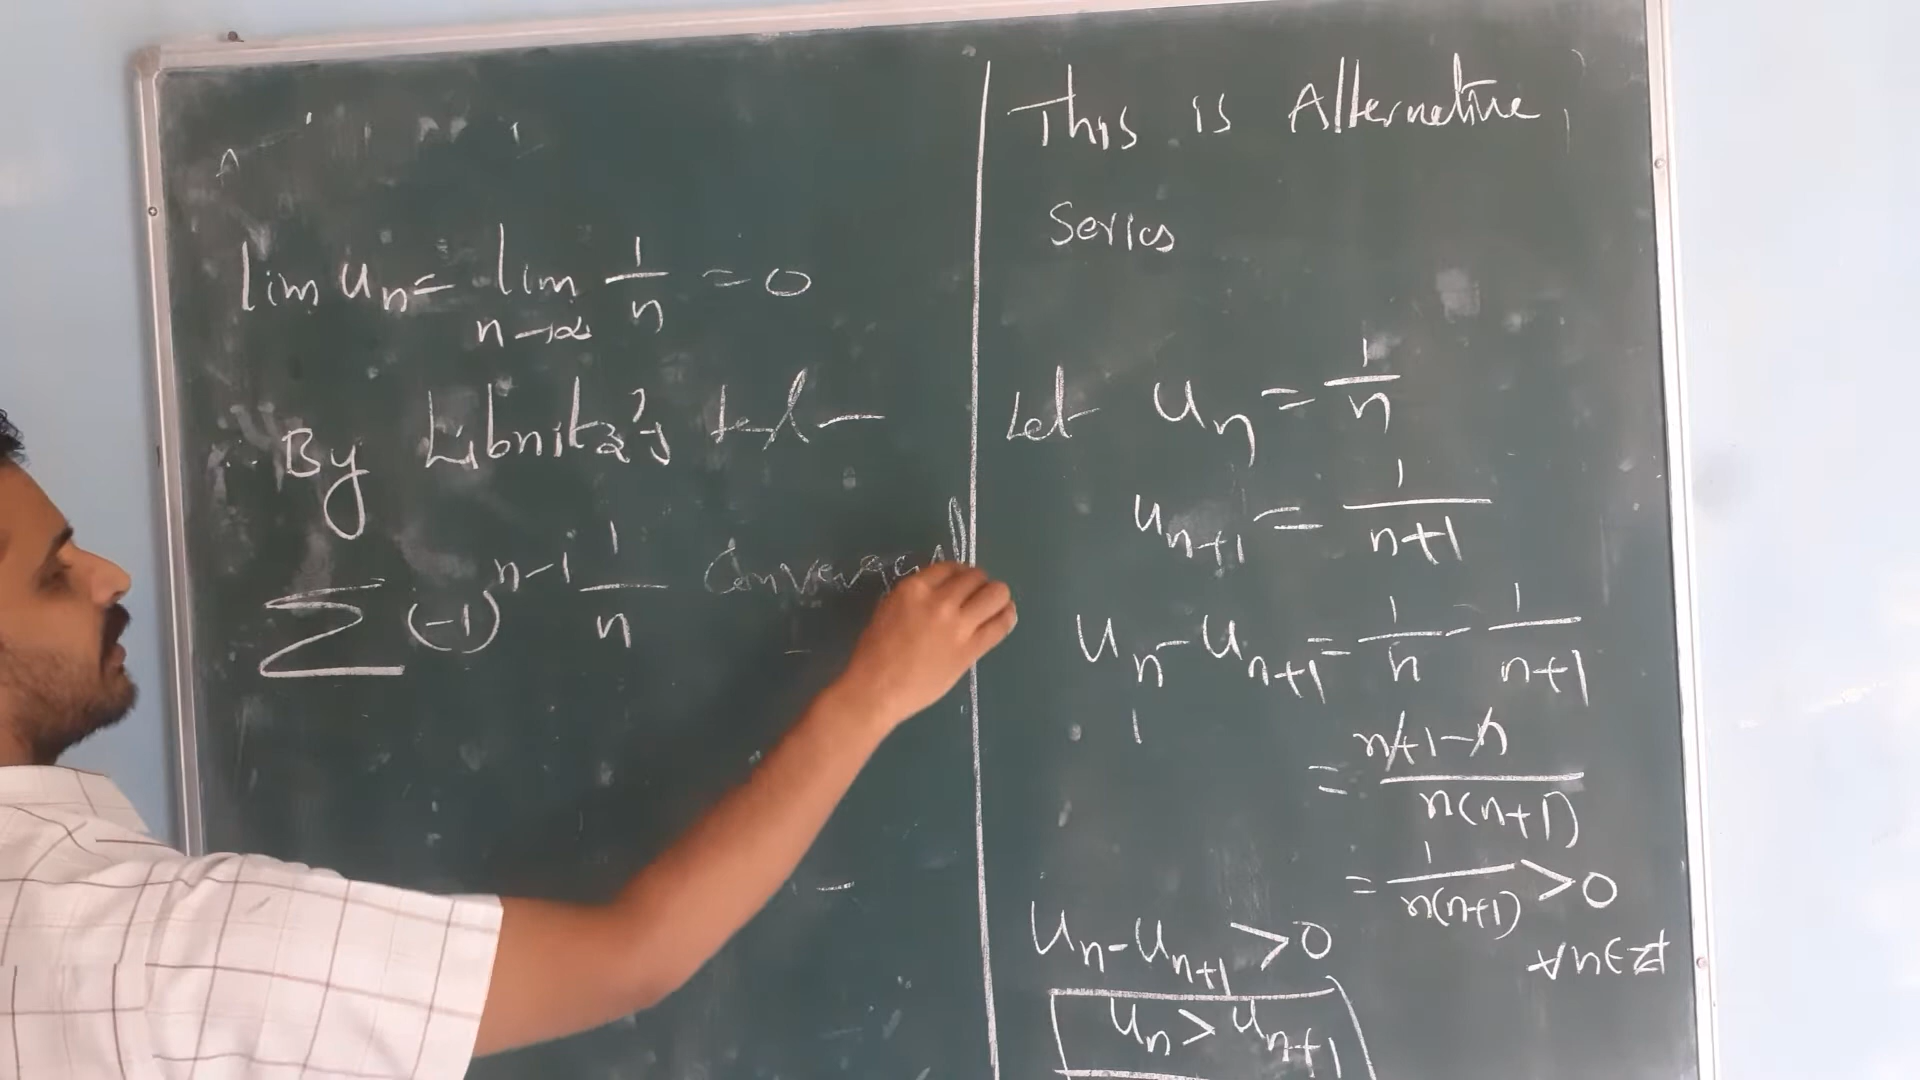 lim un = lim 1/n = 0
n→∞
∴ By Libnitz's test
∑ (-1)^(n-1) 1/n
This is Alternative
Series
Let un = 1/n
un+1 = 1/(n+1)
un - un+1 = 1/n - 1/(n+1)
= (n+1-n)/(n(n+1))
= 1/(n(n+1)) > 0
∀n∈Z+
un - un+1 > 0
un > un+1